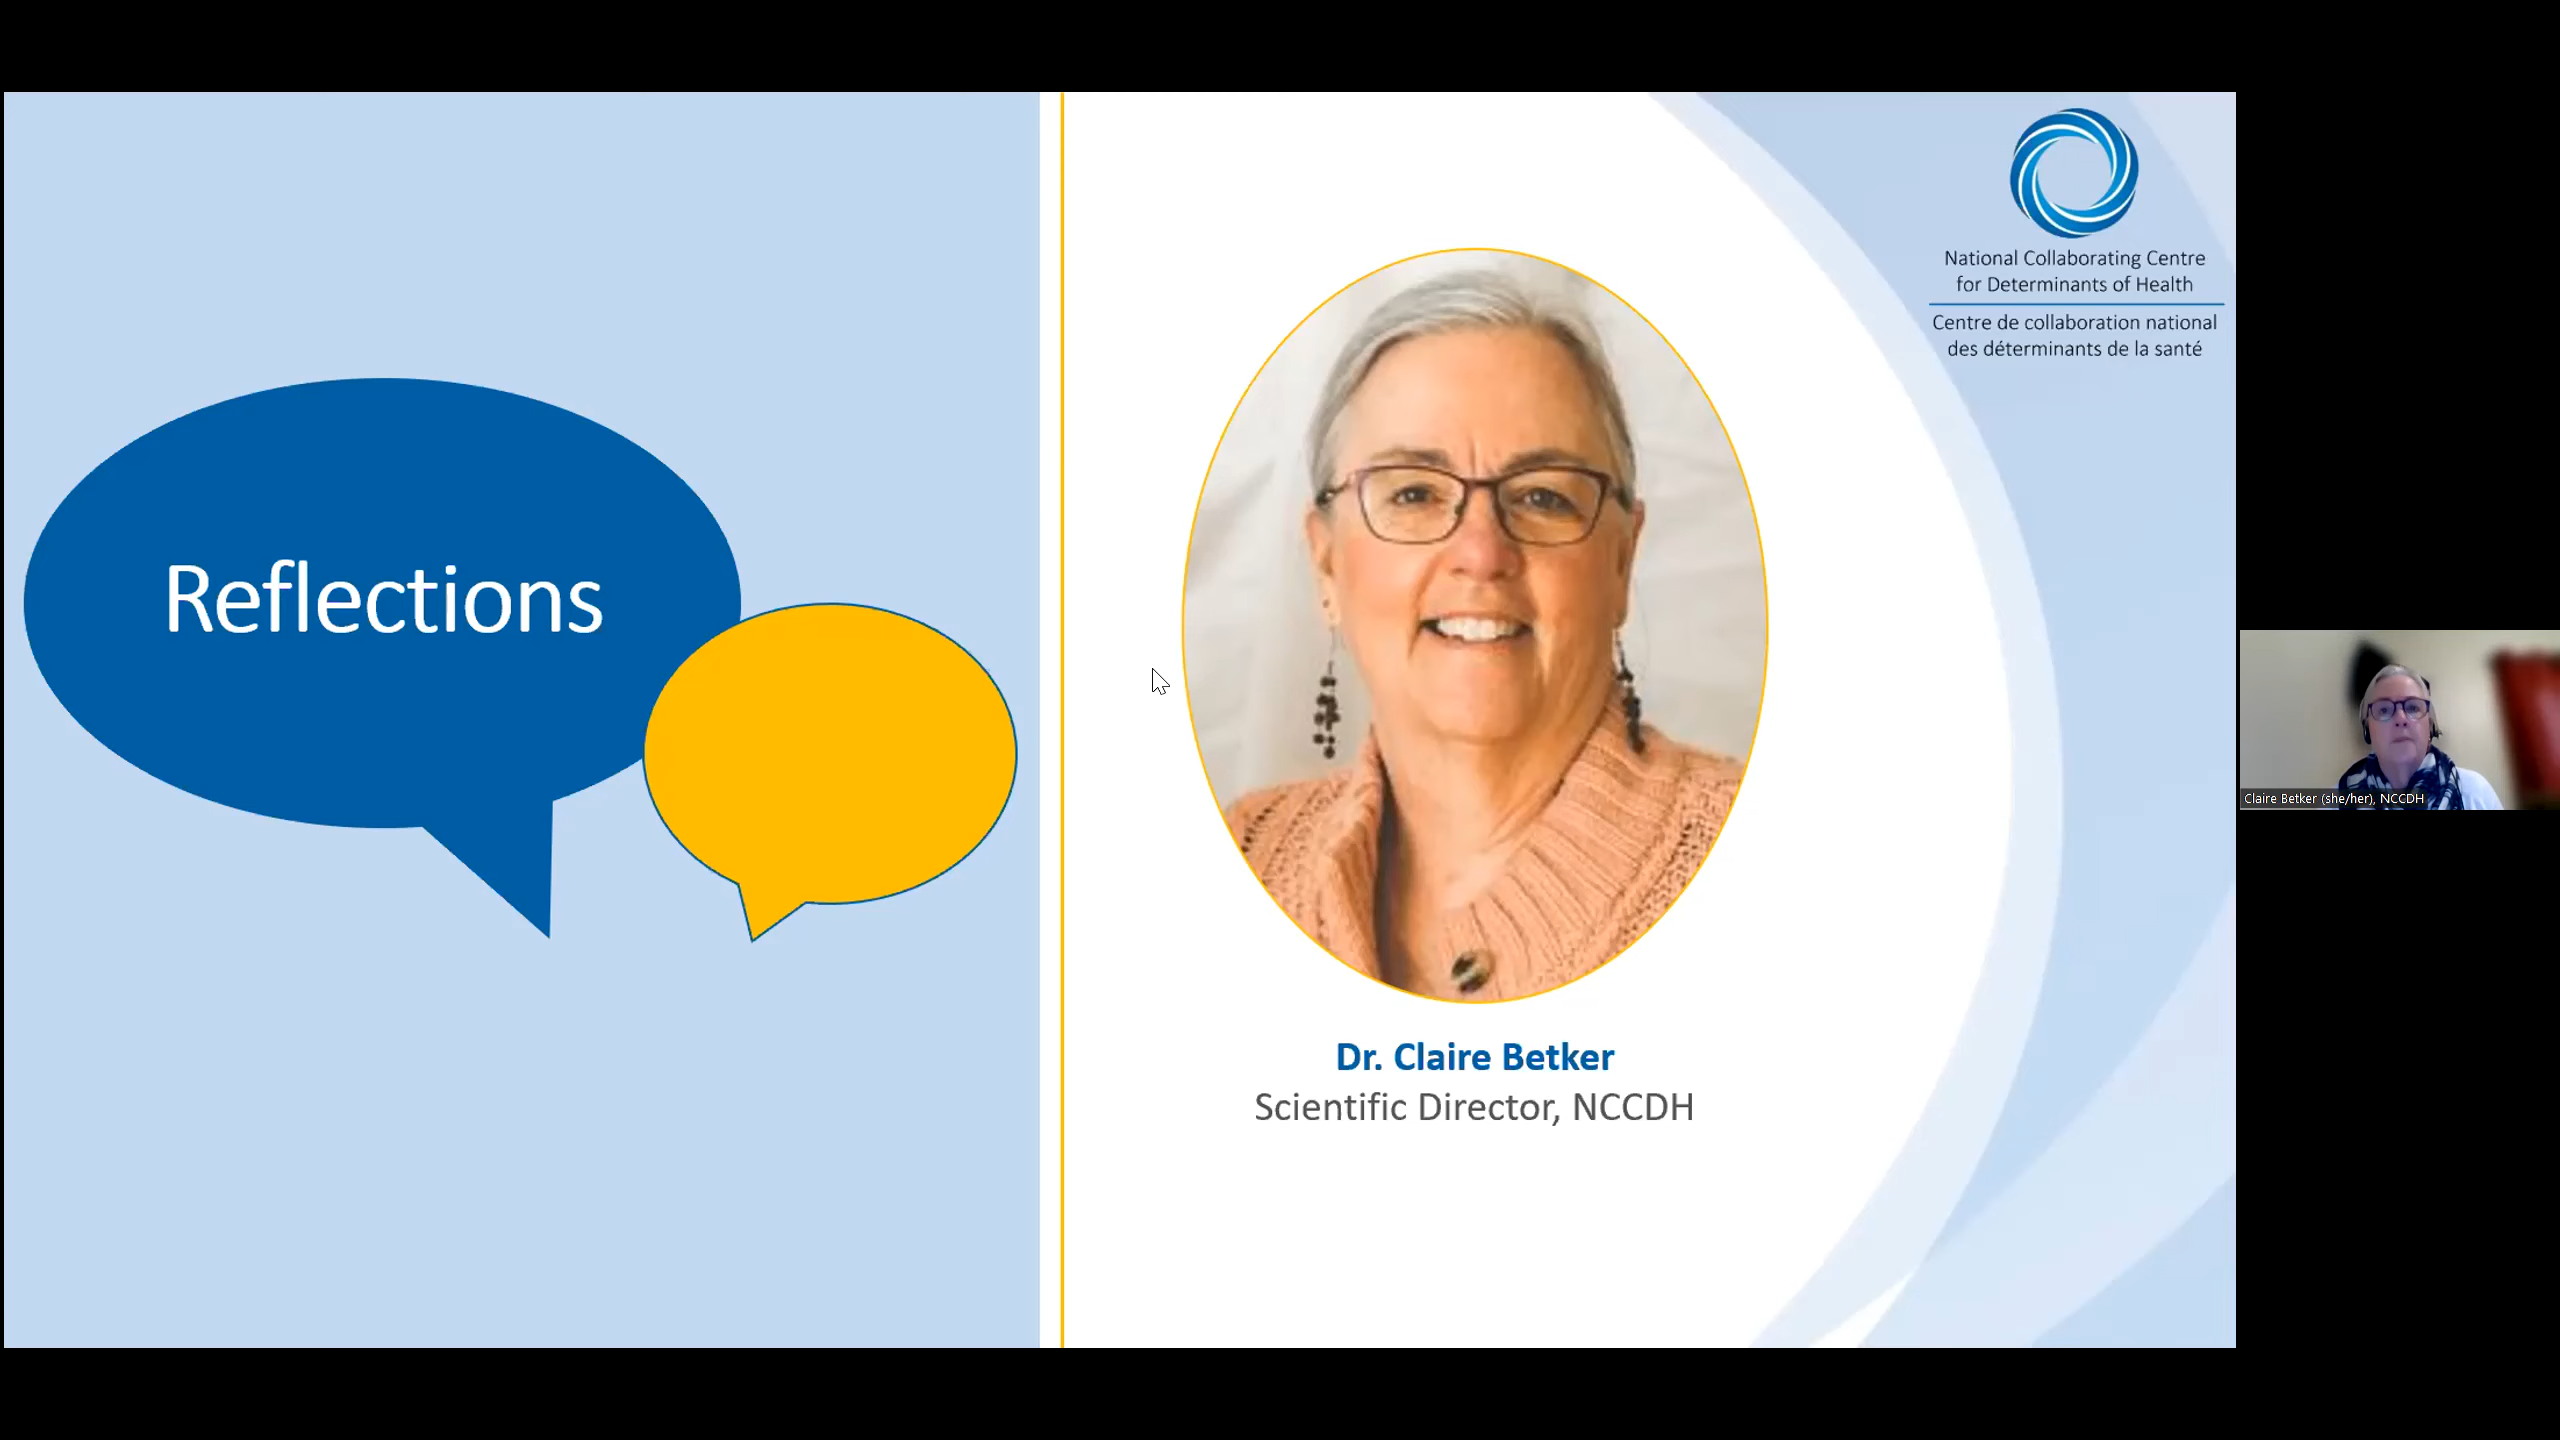 Reflections
National Collaborating Centre
for Determinants of Health
Centre de collaboration national
des déterminants de la santé
Dr. Claire Betker
Scientific Director, NCCDH
Claire Betker (she/her), NCCDH